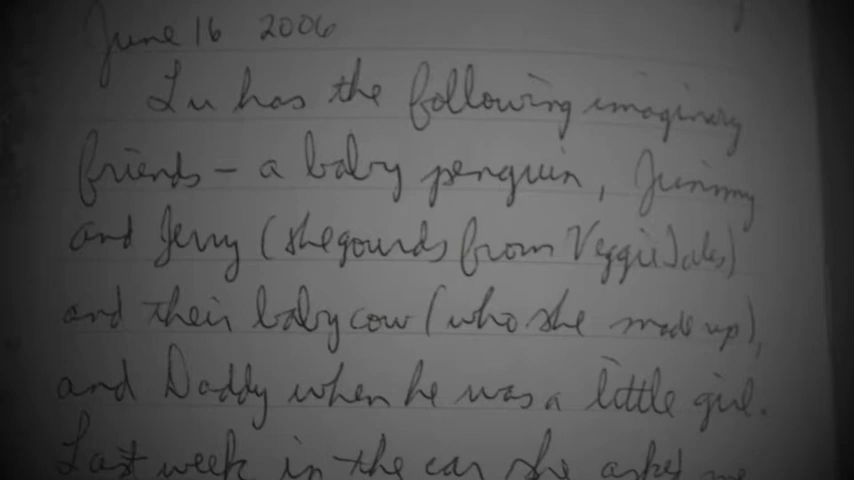 June 16 2006
Lu has the following imaginary
friends - a baby penguin, Jimmy
and Jerry (the gourds from VeggieTales)
and their baby cow (who she made up),
and Daddy when he was a little girl.
Last week in the car she asked me